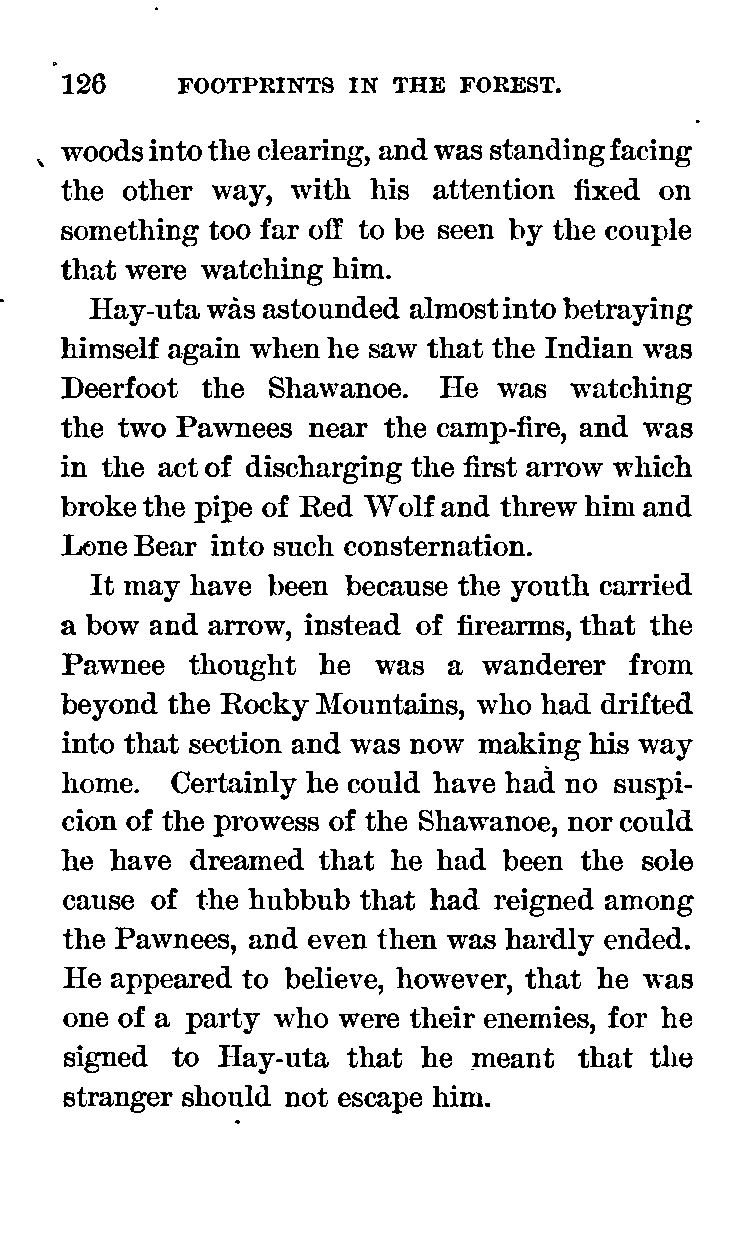 126 FOOTPRINTS IN THE FOREST.
woods into the clearing, and was standing facing
the other way, with his attention fixed on
something too far off to be seen by the couple
that were watching him.
Hay-uta was astounded almost into betraying
himself again when he saw that the Indian was
Deerfoot the Shawanoe. He was watching
the two Pawnees near the camp-fire, and was
in the act of discharging the first arrow which
broke the pipe of Red Wolf and threw him and
Lone Bear into such consternation.
It may have been because the youth carried
a bow and arrow, instead of firearms, that the
Pawnee thought he was a wanderer from
beyond the Rocky Mountains, who had drifted
into that section and was now making his way
home. Certainly he could have had no suspi-
cion of the prowess of the Shawanoe, nor could
he have dreamed that he had been the sole
cause of the hubbub that had reigned among
the Pawnees, and even then was hardly ended.
He appeared to believe, however, that he was
one of a party who were their enemies, for he
signed to Hay-uta that he meant that the
stranger should not escape him.